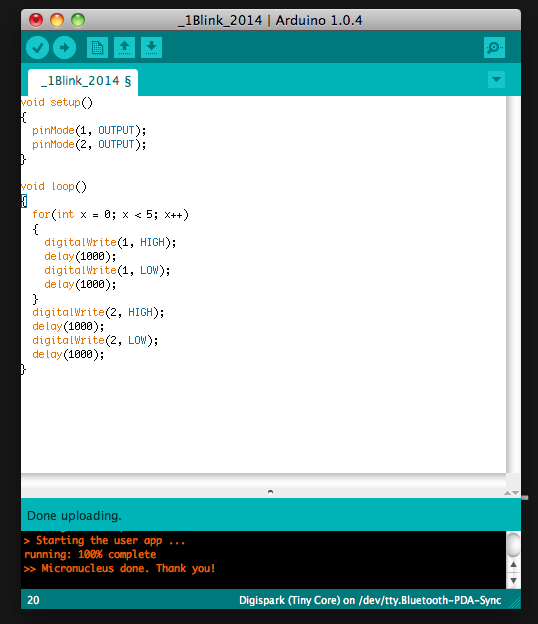 _1Blink_2014 | Arduino 1.0.4
_1Blink_2014 §
void setup()
{
  pinMode(1, OUTPUT);
  pinMode(2, OUTPUT);
}

void loop()
{
  for(int x = 0; x < 5; x++)
  {
    digitalWrite(1, HIGH);
    delay(1000);
    digitalWrite(1, LOW);
    delay(1000);
  }
  digitalWrite(2, HIGH);
  delay(1000);
  digitalWrite(2, LOW);
  delay(1000);
}
Done uploading.
> Starting the user app ...
running: 100% complete
>> Micronucleus done. Thank you!
20 Digispark (Tiny Core) on /dev/tty.Bluetooth-PDA-Sync